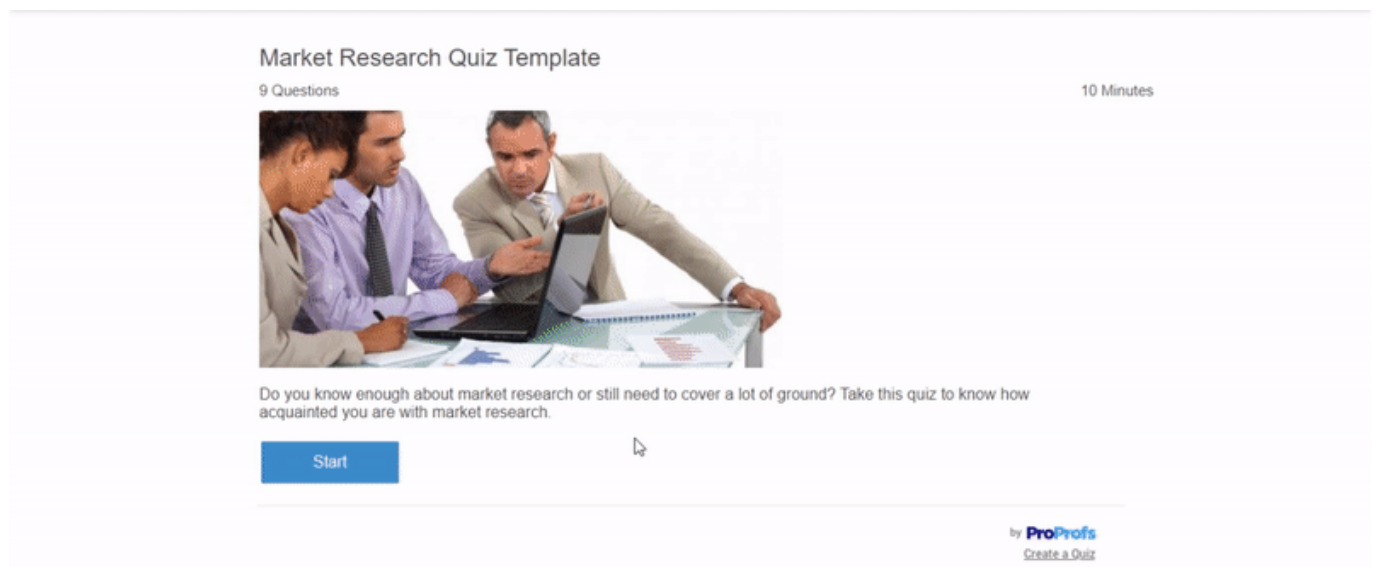 Market Research Quiz Template
9 Questions
10 Minutes
Do you know enough about market research or still need to cover a lot of ground? Take this quiz to know how
acquainted you are with market research.
Start
by ProProfs
Create a Quiz